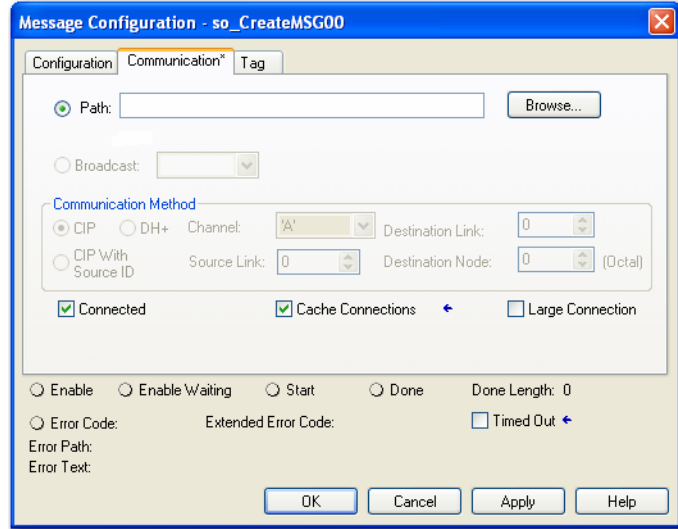 Message Configuration - so_CreateMSG00
Configuration Communication* Tag
Path: Browse...
Broadcast:
Communication Method
CIP DH+ Channel: 'A' Destination Link: 0
CIP With Source ID Source Link: 0 Destination Node: 0 (Octal)
Connected Cache Connections Large Connection
Enable Enable Waiting Start Done Done Length: 0
Error Code: Extended Error Code: Timed Out
Error Path:
Error Text:
OK Cancel Apply Help